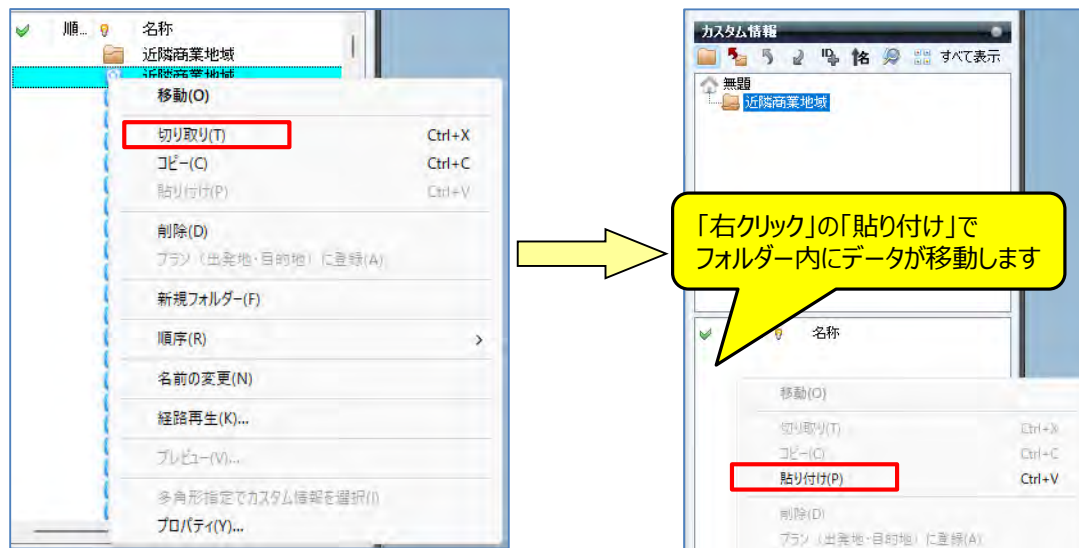 順... 名称
近隣商業地域
近隣商業地域
移動(O)
切り取り(T) Ctrl+X
コピー(C) Ctrl+C
貼り付け(P) Ctrl+V
削除(D)
プラン（出発地・目的地）に登録(A)
新規フォルダー(F)
順序(R) >
名前の変更(N)
経路再生(K)...
プレビュー(V)...
多角形指定でカスタム情報を選択(I)
プロパティ(Y)...
カスタム情報
すべて表示
無題
近隣商業地域
「右クリック」の「貼り付け」で
フォルダー内にデータが移動します
名称
移動(O)
切り取り(T) Ctrl+X
コピー(C) Ctrl+C
貼り付け(P) Ctrl+V
削除(D)
プラン（出発地・目的地）に登録(A)